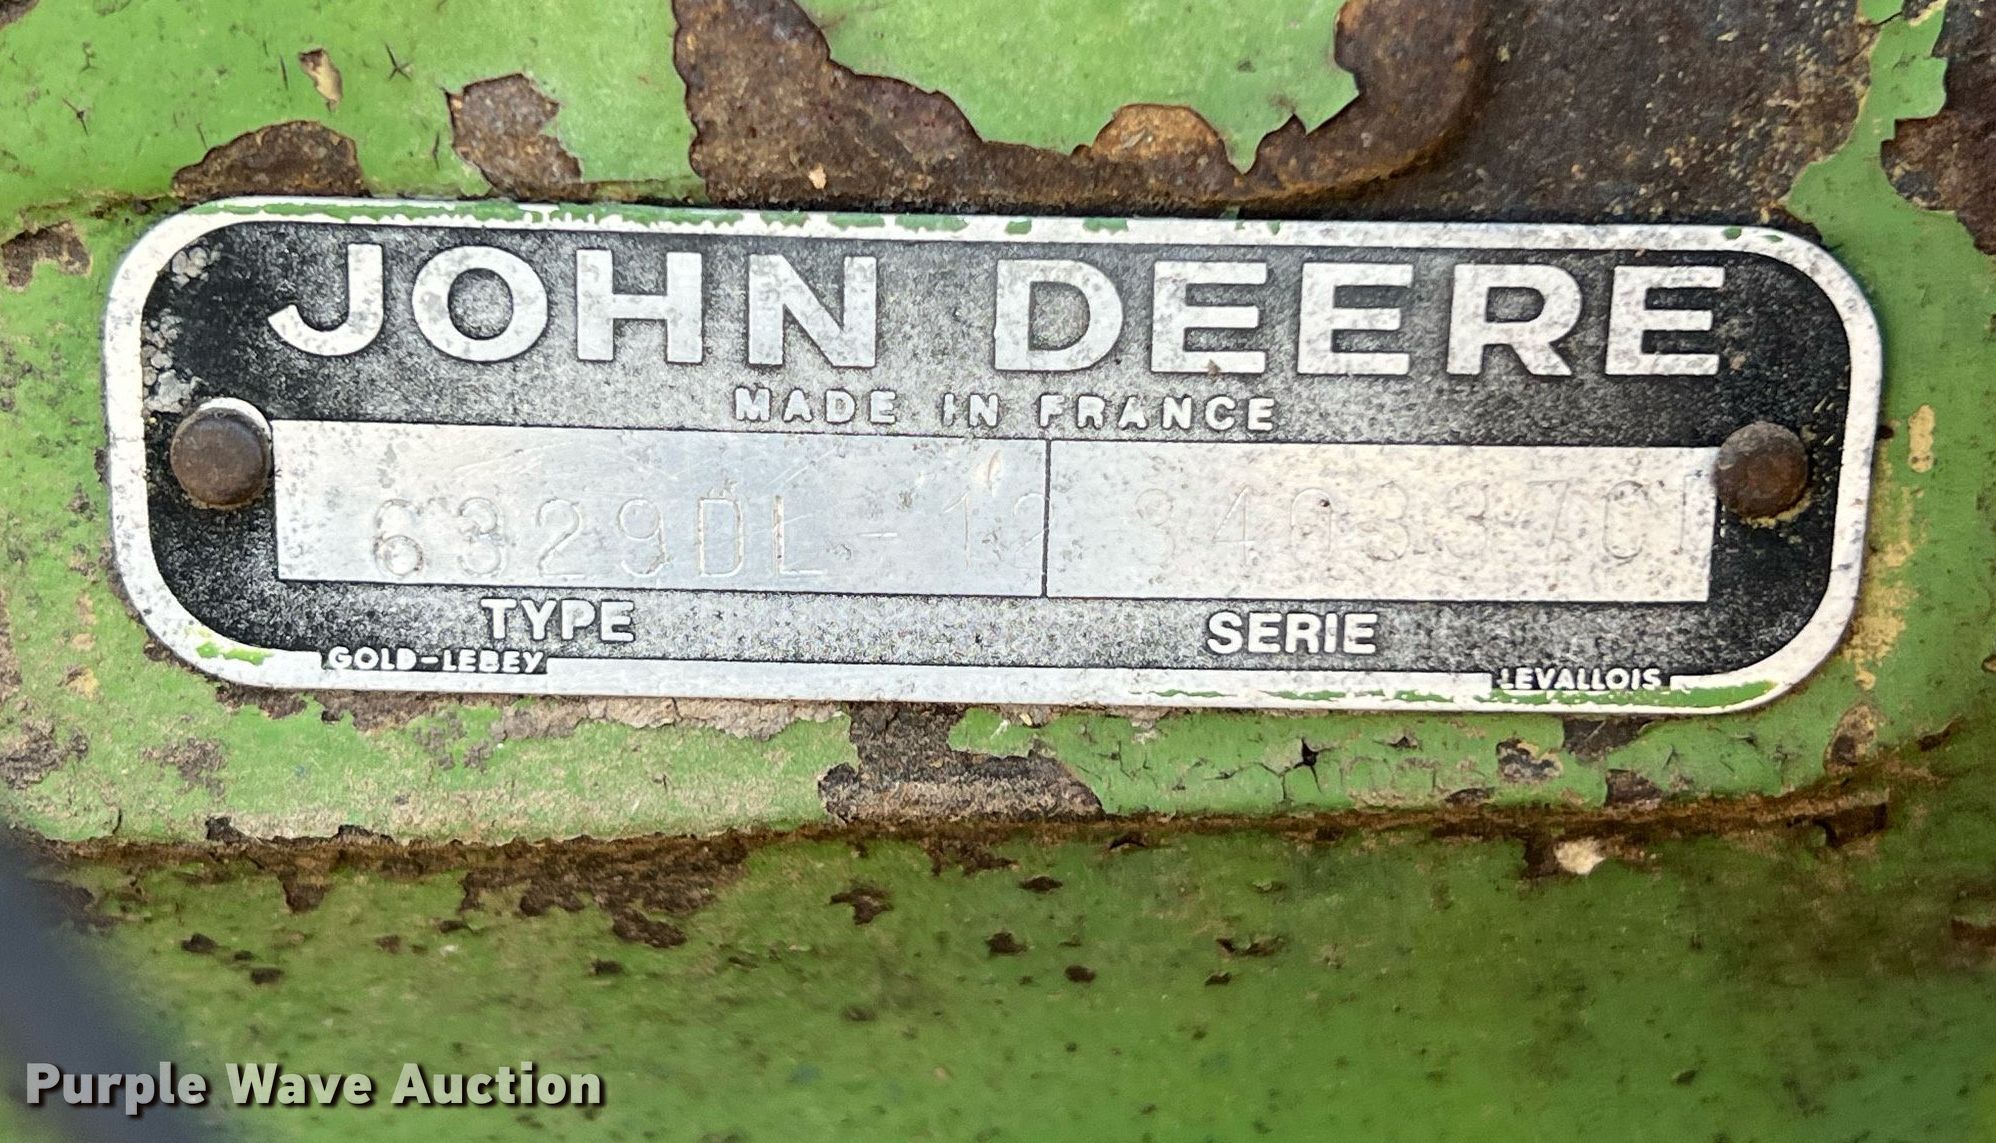 JOHN DEERE
MADE IN FRANCE
6329DL-12
TYPE SERIE
GOLD-LEBEY LEVALLOIS
Purple Wave Auction